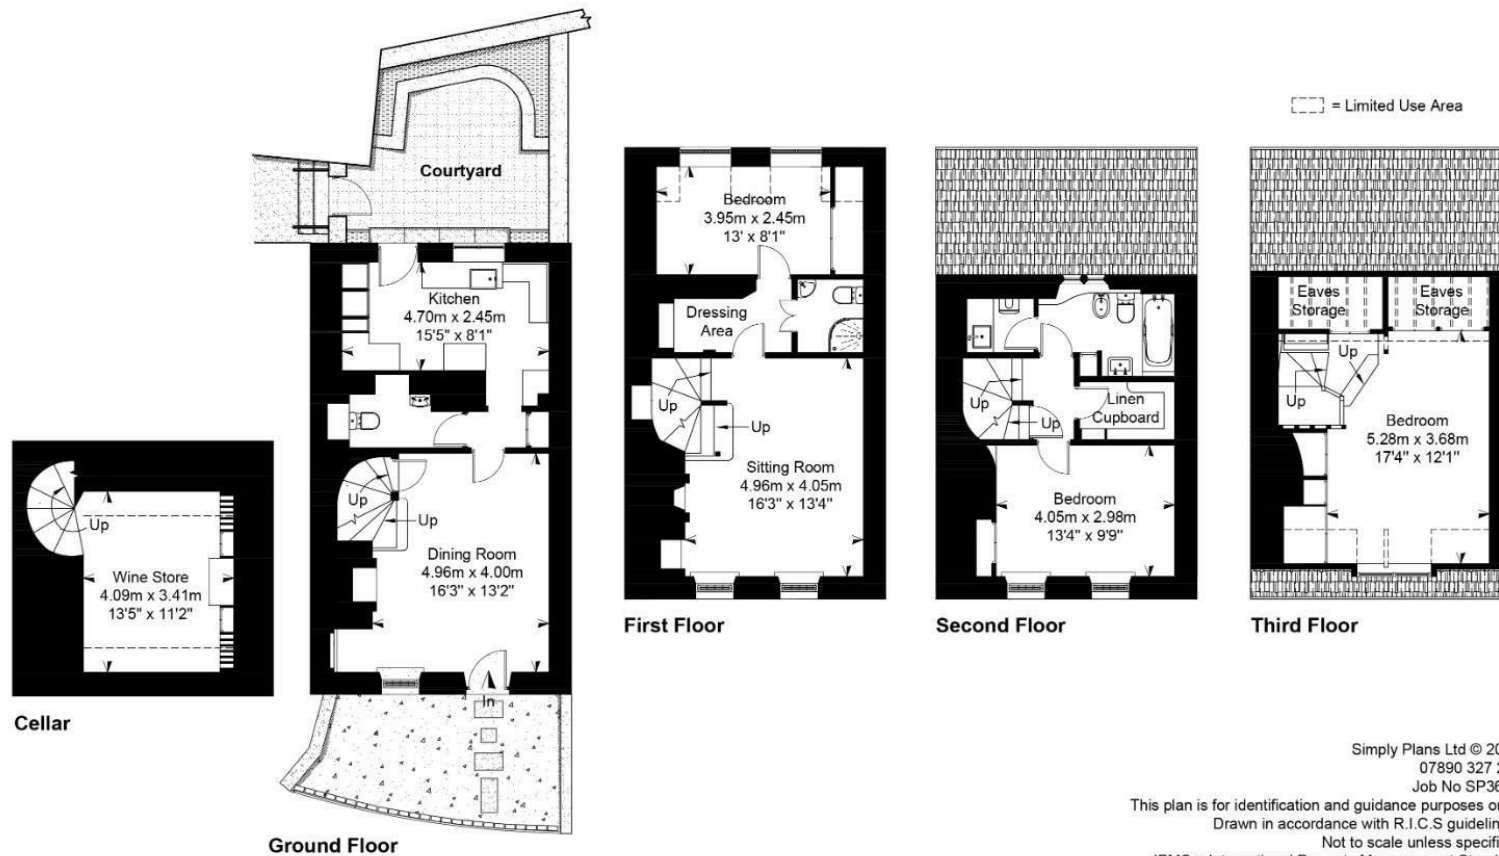 = Limited Use Area
Courtyard
Kitchen
4.70m x 2.45m
15'5" x 8'1"
Up
Up
Dining Room
4.96m x 4.00m
16'3" x 13'2"
In
Ground Floor
Up
Wine Store
4.09m x 3.41m
13'5" x 11'2"
Cellar
Bedroom
3.95m x 2.45m
13' x 8'1"
Dressing
Area
Up
Up
Sitting Room
4.96m x 4.05m
16'3" x 13'4"
First Floor
Up
Up
Linen
Cupboard
Bedroom
4.05m x 2.98m
13'4" x 9'9"
Second Floor
Eaves
Storage
Eaves
Storage
Up
Up
Bedroom
5.28m x 3.68m
17'4" x 12'1"
Third Floor
Simply Plans Ltd © 20
07890 327
Job No SP36
This plan is for identification and guidance purposes
Drawn in accordance with R.I.C.S
Not to scale unless